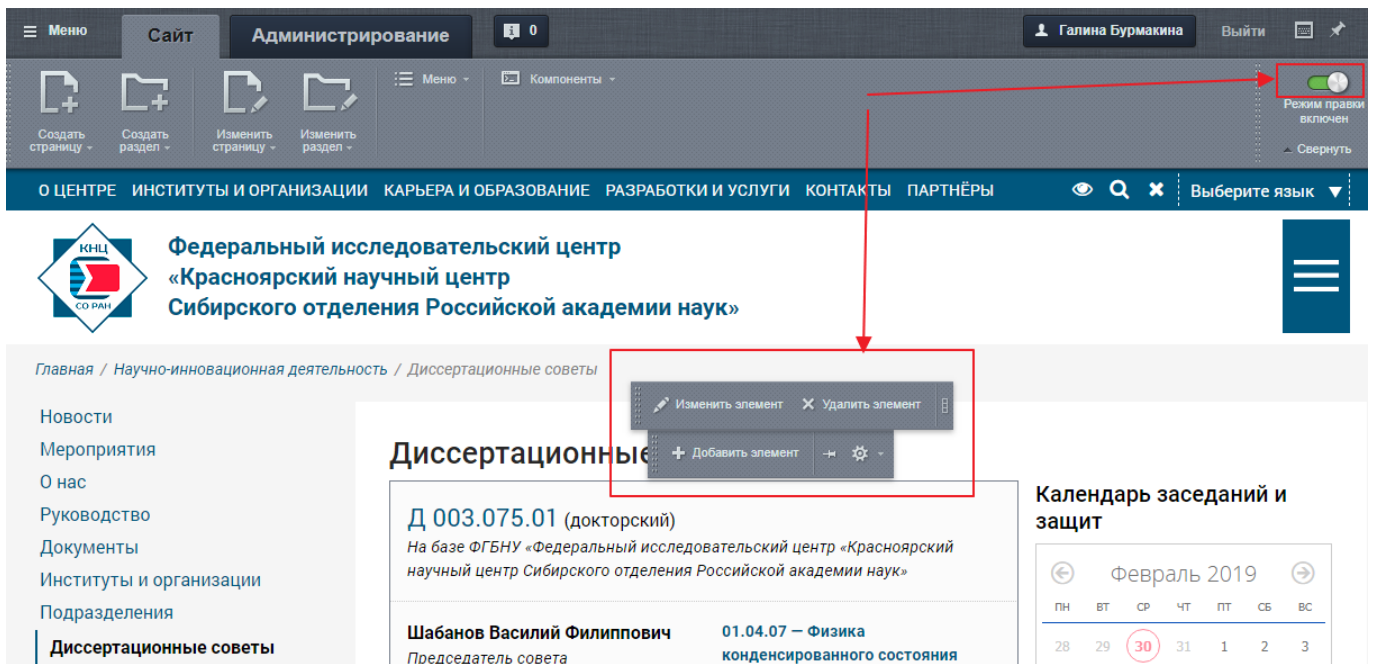 Меню
Сайт
Администрирование
0
Галина Бурмакина
Выйти
Создать
страницу
Создать
раздел
Изменить
страницу
Изменить
раздел
Меню
Компоненты
Режим правки
включен
Свернуть
О ЦЕНТРЕ ИНСТИТУТЫ И ОРГАНИЗАЦИИ КАРЬЕРА И ОБРАЗОВАНИЕ РАЗРАБОТКИ И УСЛУГИ КОНТАКТЫ ПАРТНЁРЫ
Выберите язык ▼
КНЦ
СО РАН
Федеральный исследовательский центр
«Красноярский научный центр
Сибирского отделения Российской академии наук»
Главная / Научно-инновационная деятельность / Диссертационные советы
Изменить элемент
Удалить элемент
Добавить элемент
Новости
Мероприятия
О нас
Руководство
Документы
Институты и организации
Подразделения
Диссертационные советы
Диссертационные
Д 003.075.01 (докторский)
На базе ФГБНУ «Федеральный исследовательский центр «Красноярский
научный центр Сибирского отделения Российской академии наук»
Шабанов Василий Филиппович
Председатель совета
01.04.07 – Физика
конденсированного состояния
Календарь заседаний и
защит
Февраль 2019
ПН ВТ СР ЧТ ПТ СБ ВС
28 29 30 31 1 2 3